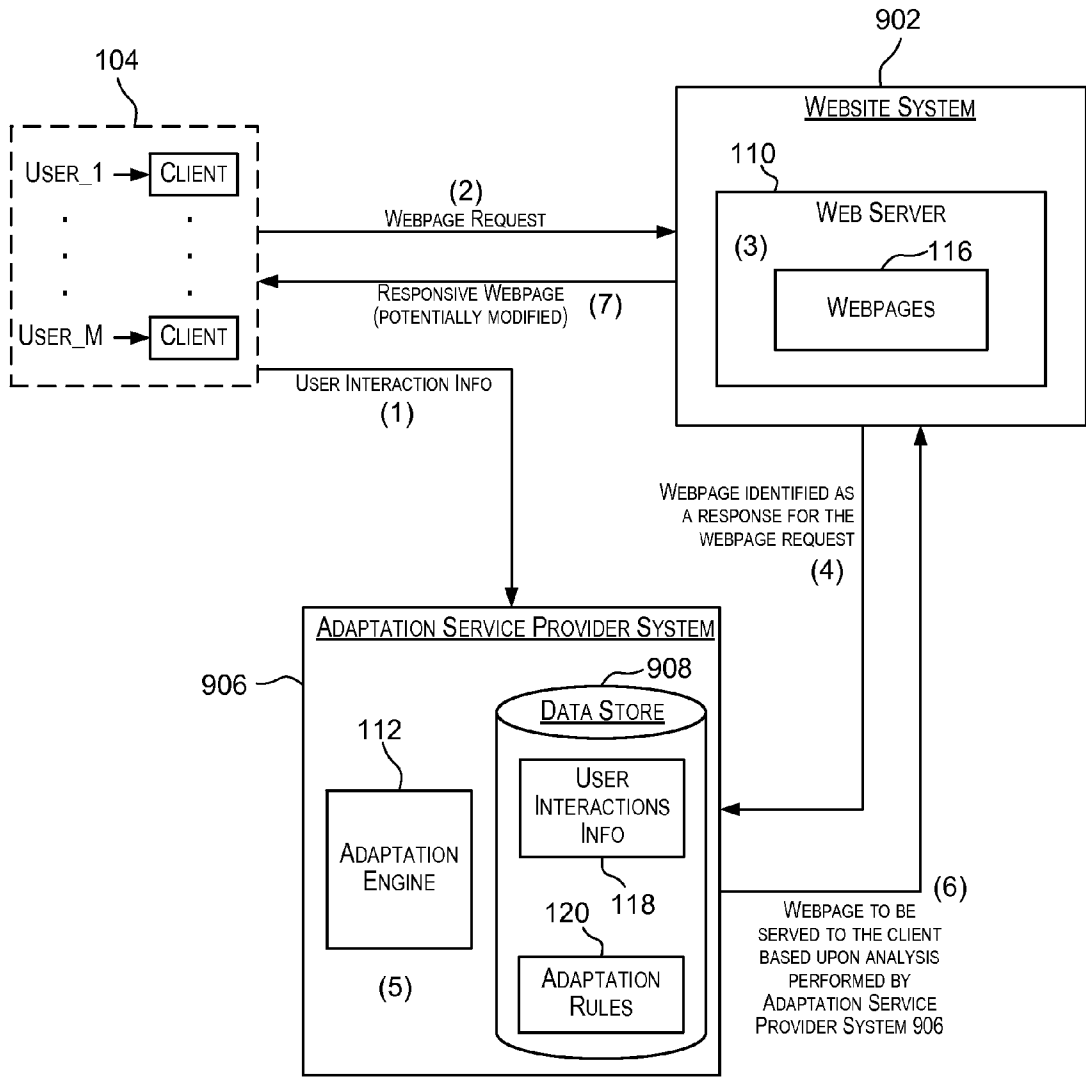 902
104
WEBSITE SYSTEM
USER_1
CLIENT
110
WEB SERVER
(2)
WEBPAGE REQUEST
(3)
116
WEBPAGES
RESPONSIVE WEBPAGE
(POTENTIALLY MODIFIED)
(7)
USER_M
CLIENT
USER INTERACTION INFO
(1)
WEBPAGE IDENTIFIED AS
A RESPONSE FOR THE
WEBPAGE REQUEST
(4)
ADAPTATION SERVICE PROVIDER SYSTEM
906
908
DATA STORE
112
ADAPTATION
ENGINE
USER
INTERACTIONS
INFO
118
120
ADAPTATION
RULES
(5)
(6)
WEBPAGE TO BE
SERVED TO THE CLIENT
BASED UPON ANALYSIS
PERFORMED BY
ADAPTATION SERVICE
PROVIDER SYSTEM 906